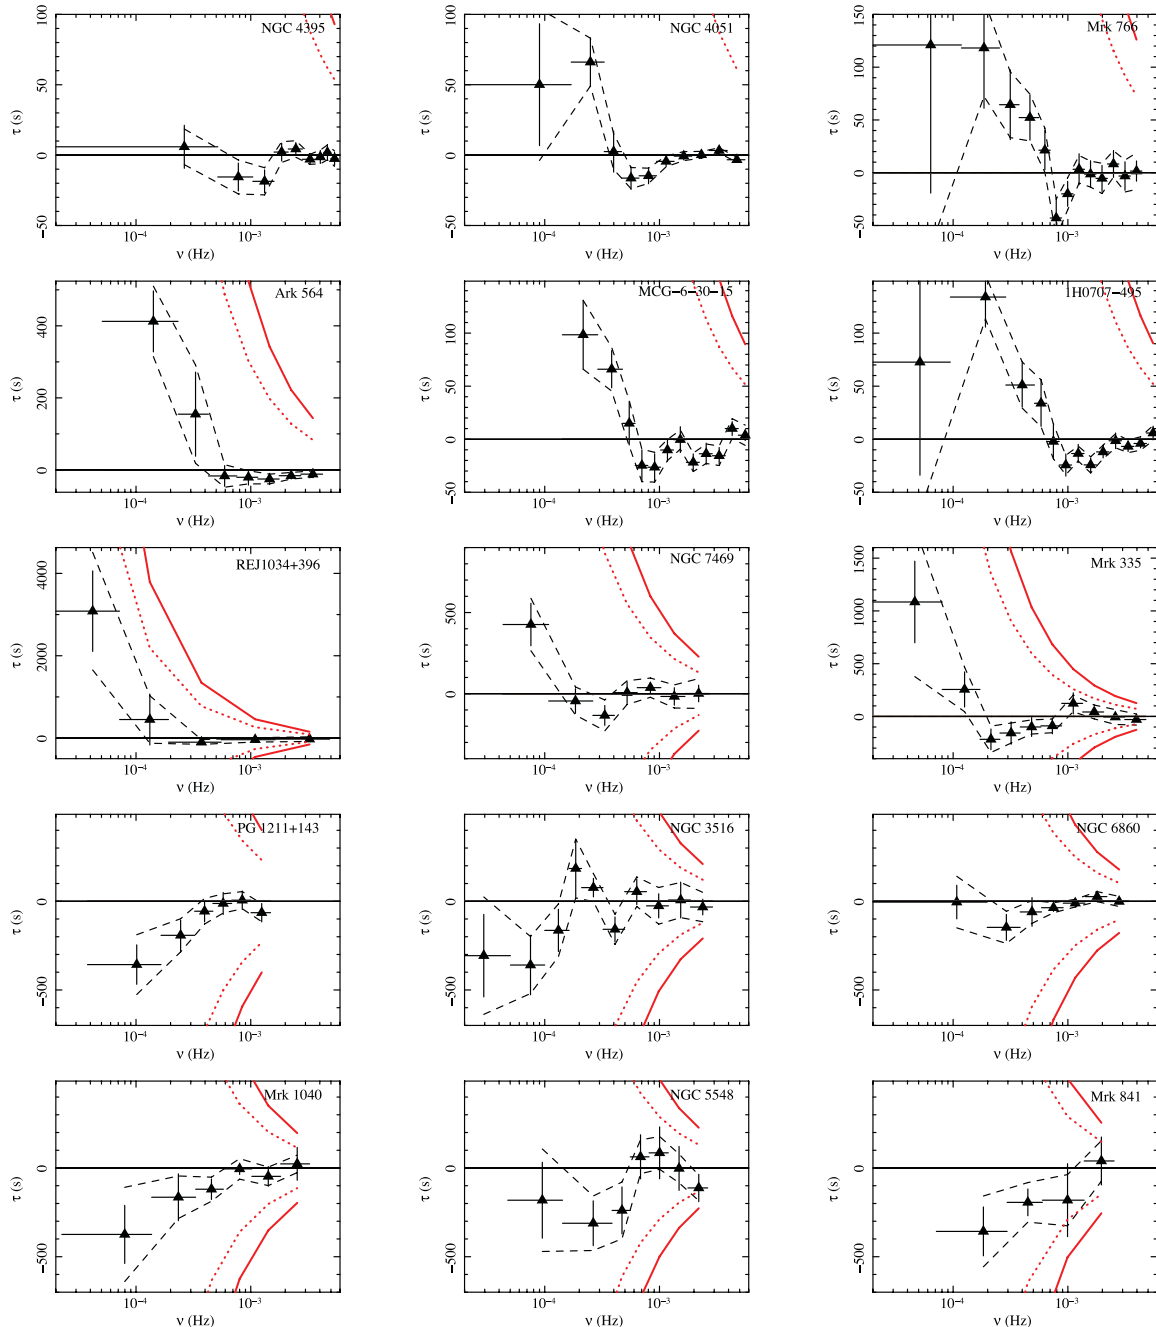 NGC 4395
100
50
0
−50
τ (s)
10⁻⁴
10⁻³
ν (Hz)
NGC 4051
100
50
0
−50
τ (s)
10⁻⁴
10⁻³
ν (Hz)
Mrk 766
150
100
50
0
−50
τ (s)
10⁻⁴
10⁻³
ν (Hz)
Ark 564
400
200
0
τ (s)
10⁻⁴
10⁻³
ν (Hz)
MCG−6−30−15
100
50
0
−50
τ (s)
10⁻⁴
10⁻³
ν (Hz)
1H0707−495
100
50
0
−50
τ (s)
10⁻⁴
10⁻³
ν (Hz)
REJ1034+396
4000
2000
0
τ (s)
10⁻⁴
10⁻³
ν (Hz)
NGC 7469
500
0
τ (s)
10⁻⁴
10⁻³
ν (Hz)
Mrk 335
1500
1000
500
0
τ (s)
10⁻⁴
10⁻³
ν (Hz)
PG 1211+143
0
−500
τ (s)
10⁻⁴
10⁻³
ν (Hz)
NGC 3516
0
−500
τ (s)
10⁻⁴
10⁻³
ν (Hz)
NGC 6860
0
−500
τ (s)
10⁻⁴
10⁻³
ν (Hz)
Mrk 1040
0
−500
τ (s)
10⁻⁴
10⁻³
ν (Hz)
NGC 5548
0
−500
τ (s)
10⁻⁴
10⁻³
ν (Hz)
Mrk 841
0
−500
τ (s)
10⁻⁴
10⁻³
ν (Hz)